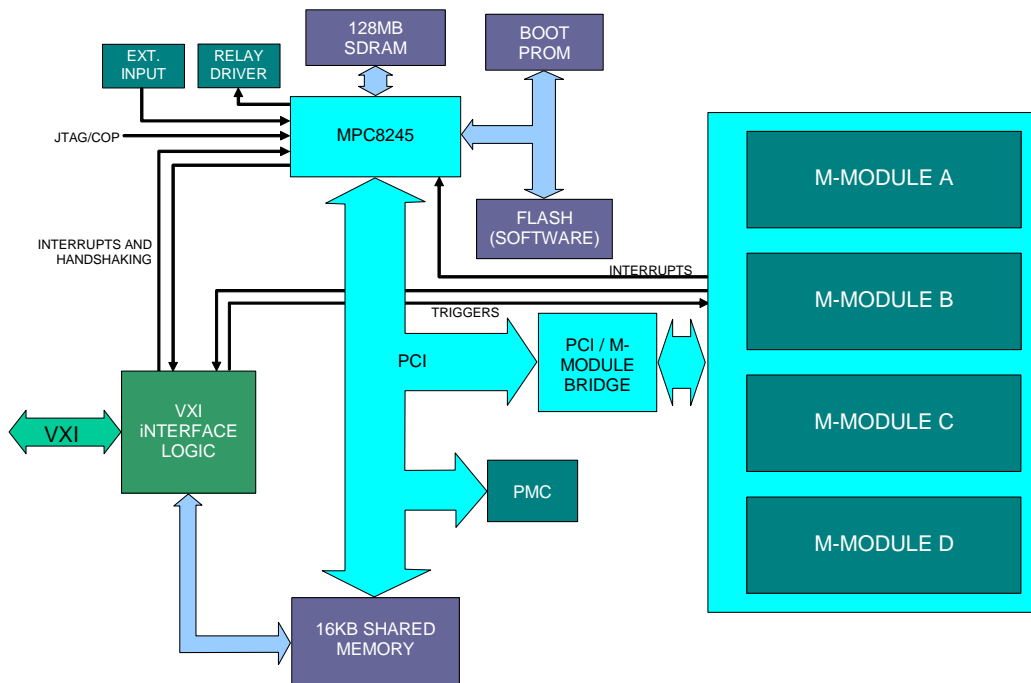 128MB
SDRAM
BOOT
PROM
EXT.
INPUT
RELAY
DRIVER
JTAG/COP
MPC8245
M-MODULE A
FLASH
(SOFTWARE)
INTERRUPTS AND
HANDSHAKING
INTERRUPTS
M-MODULE B
TRIGGERS
PCI
PCI / M-
MODULE
BRIDGE
VXI
VXI
iNTERFACE
LOGIC
M-MODULE C
PMC
M-MODULE D
16KB SHARED
MEMORY